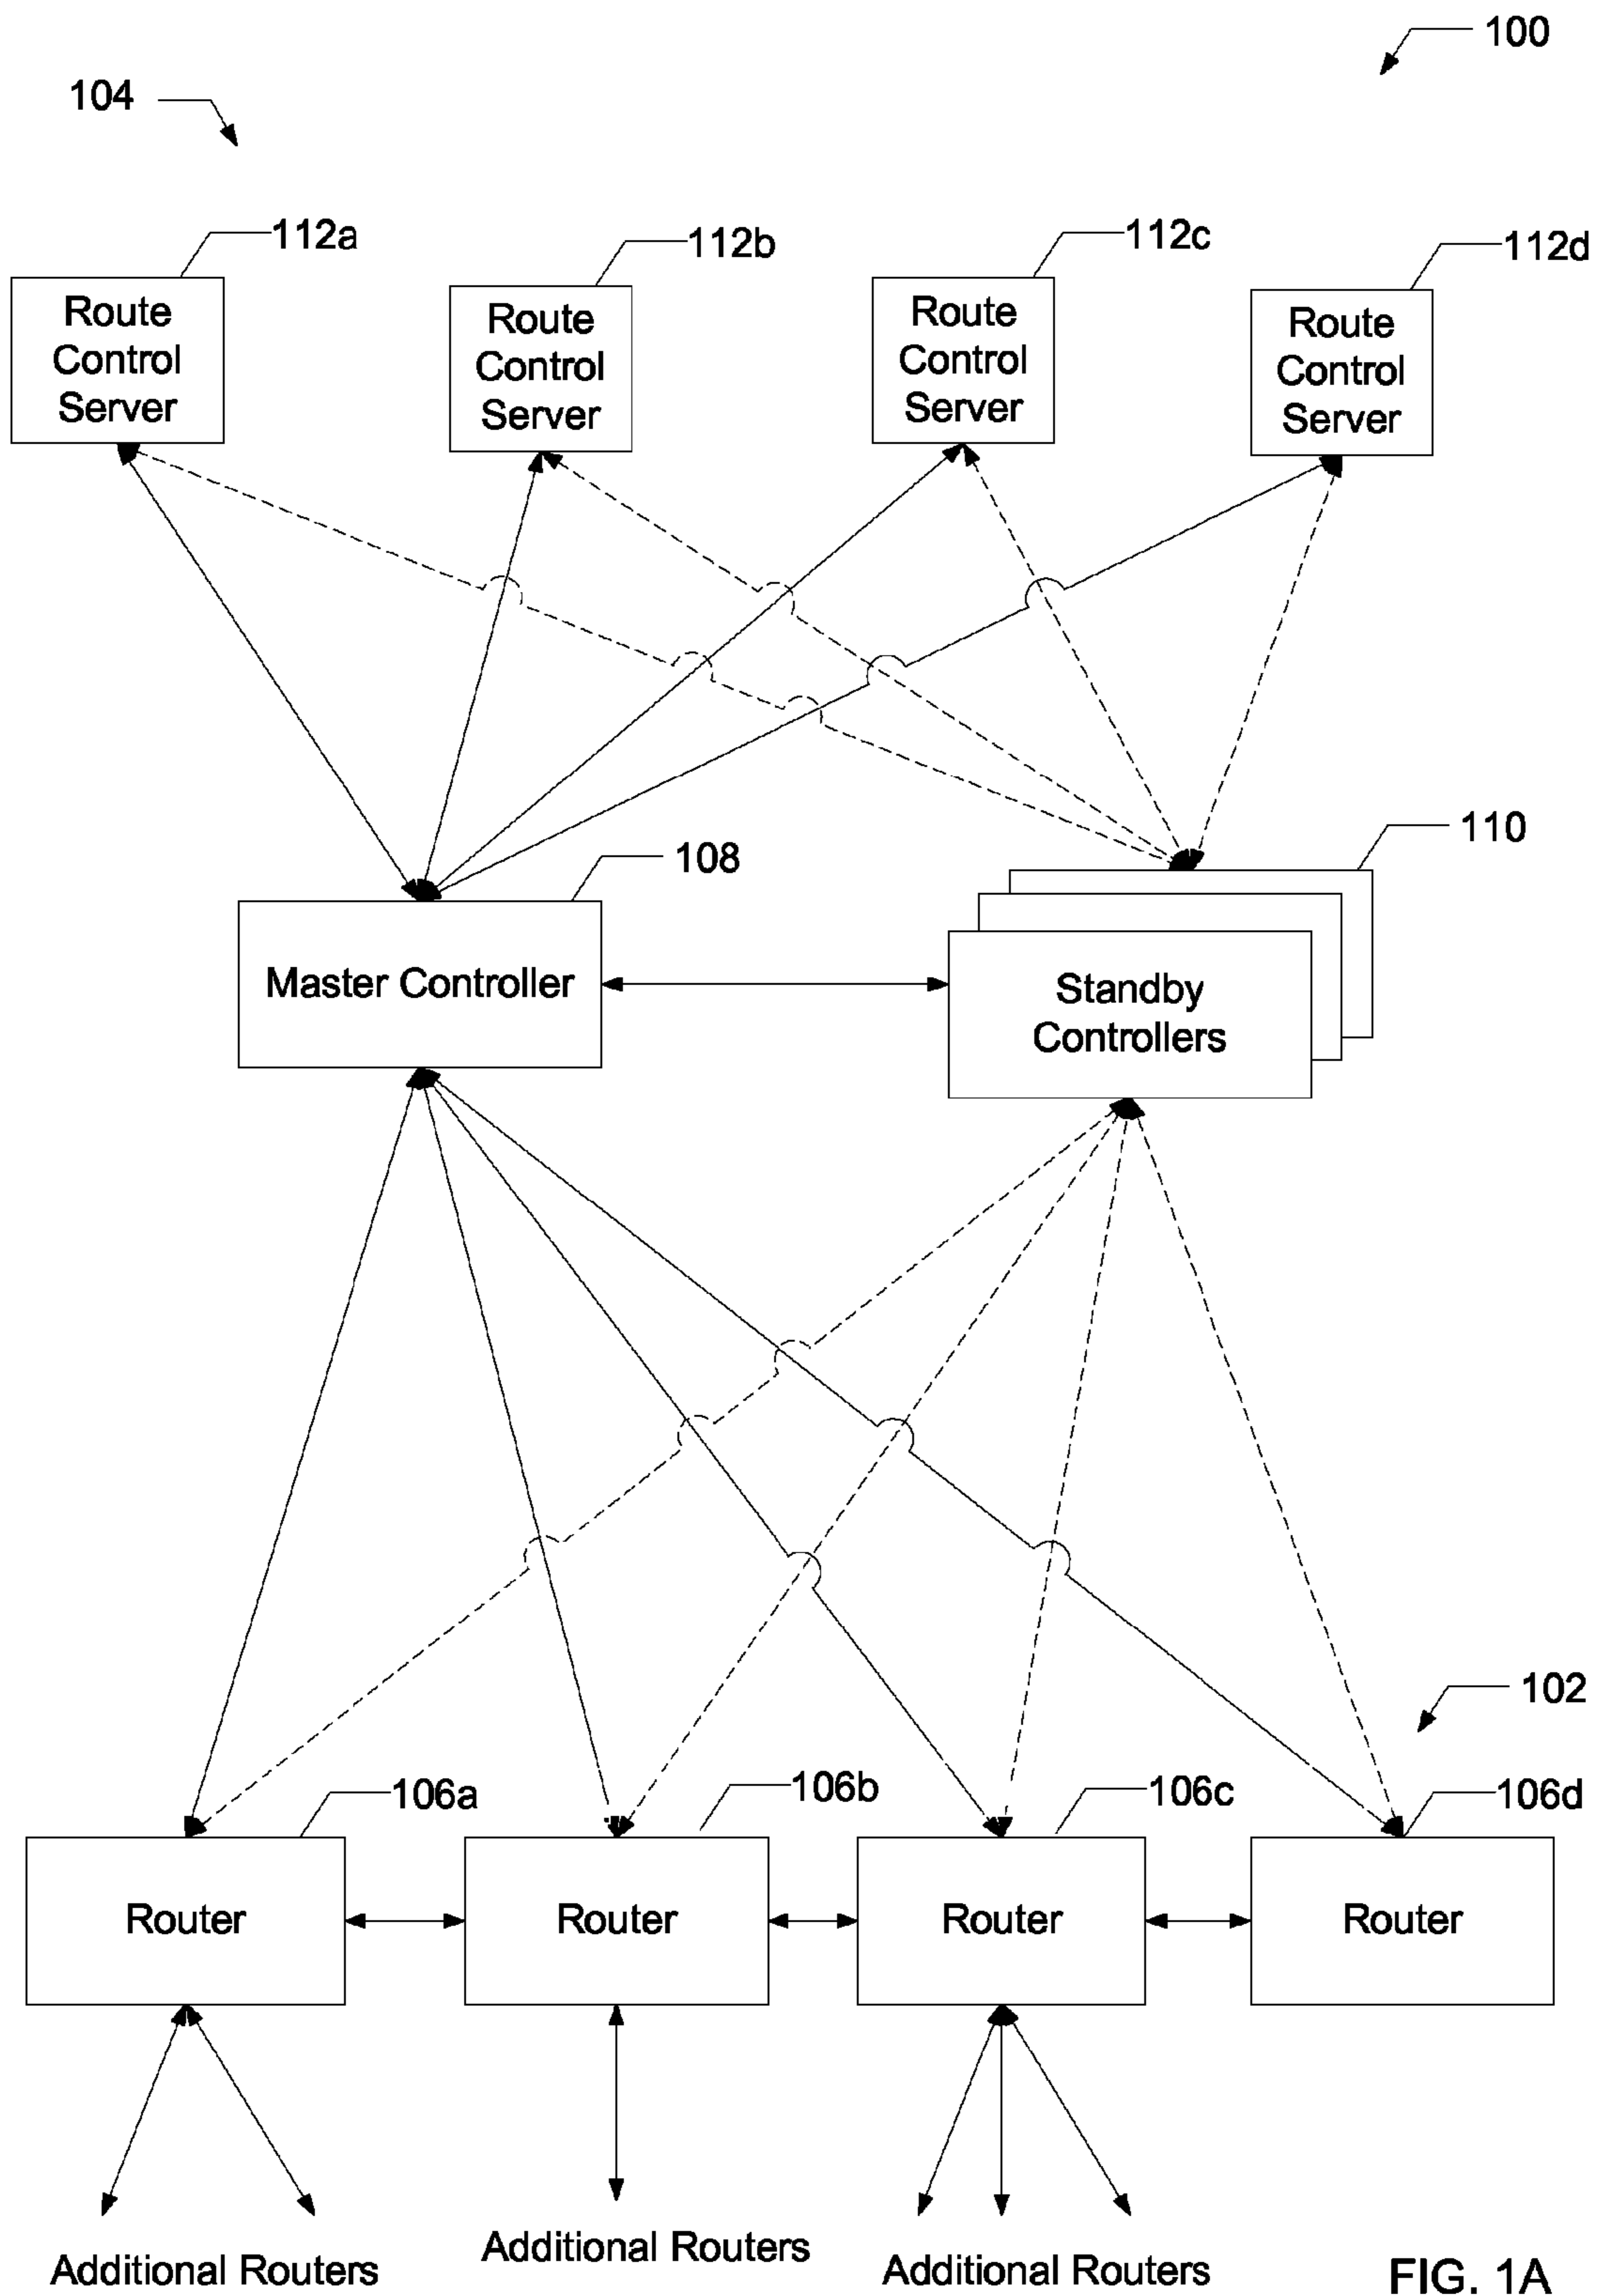 100
104
112a
112b
112c
112d
Route
Control
Server
Route
Control
Server
Route
Control
Server
Route
Control
Server
110
108
Master Controller
Standby
Controllers
102
106a
106b
106c
106d
Router
Router
Router
Router
Additional Routers
Additional Routers
Additional Routers
FIG. 1A